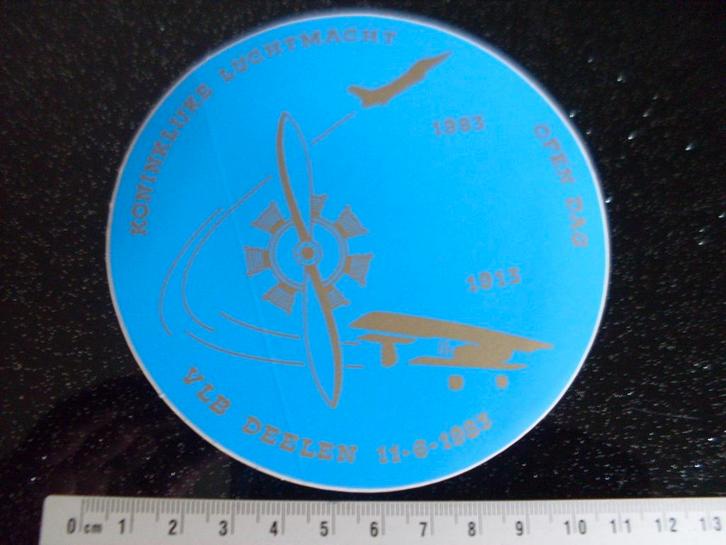 KONINKLIJKE LUCHTMACHT
OPEN DAG
1983
1913
VLB DEELEN 11-6-1983
0 cm 1 2 3 4 5 6 7 8 9 10 11 12 13